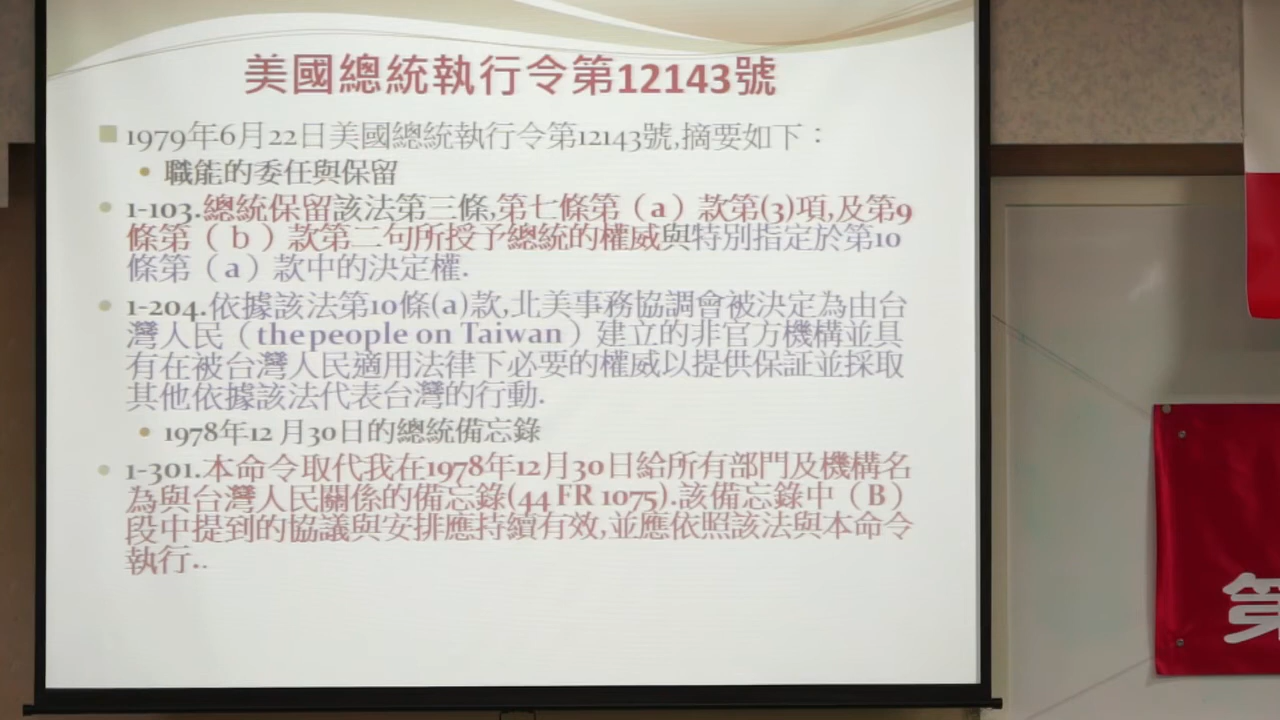 美國總統執行令第12143號
1979年6月22日美國總統執行令第12143號,摘要如下：
職能的委任與保留
1-103.總統保留該法第三條,第七條第（a）款第(3)項,及第9
條第（b）款第二句所授予總統的權威與特別指定於第10
條第（a）款中的決定權.
1-204.依據該法第10條(a)款,北美事務協調會被決定為由台
灣人民（the people on Taiwan）建立的非官方機構並具
有在被台灣人民適用法律下必要的權威以提供保証並採取
其他依據該法代表台灣的行動.
1978年12月30日的總統備忘錄
1-301.本命令取代我在1978年12月30日給所有部門及機構名
為與台灣人民關係的備忘錄(44 FR 1075).該備忘錄中（B）
段中提到的協議與安排應持續有效,並應依照該法與本命令
執行..
第